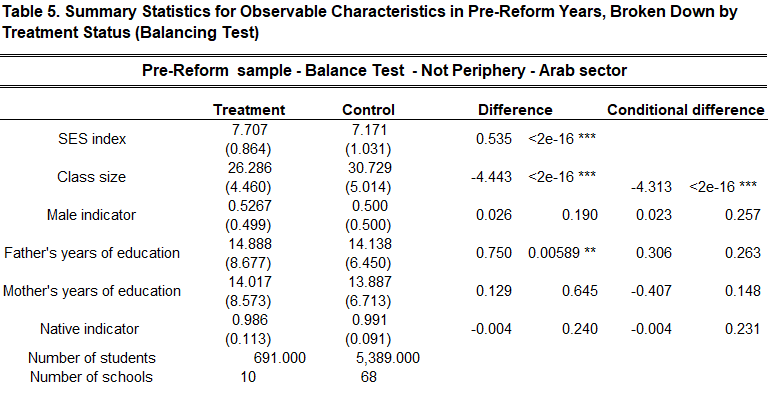 Table 5. Summary Statistics for Observable Characteristics in Pre-Reform Years, Broken Down by
Treatment Status (Balancing Test)
Pre-Reform sample - Balance Test - Not Periphery - Arab sector
Treatment Control Difference Conditional difference
SES index 7.707 7.171 0.535 <2e-16 ***
(0.864) (1.031)
Class size 26.286 30.729 -4.443 <2e-16 ***
(4.460) (5.014) -4.313 <2e-16 ***
Male indicator 0.5267 0.500 0.026 0.190 0.023 0.257
(0.499) (0.500)
Father's years of education 14.888 14.138 0.750 0.00589 ** 0.306 0.263
(8.677) (6.450)
Mother's years of education 14.017 13.887 0.129 0.645 -0.407 0.148
(8.573) (6.713)
Native indicator 0.986 0.991 -0.004 0.240 -0.004 0.231
(0.113) (0.091)
Number of students 691.000 5,389.000
Number of schools 10 68